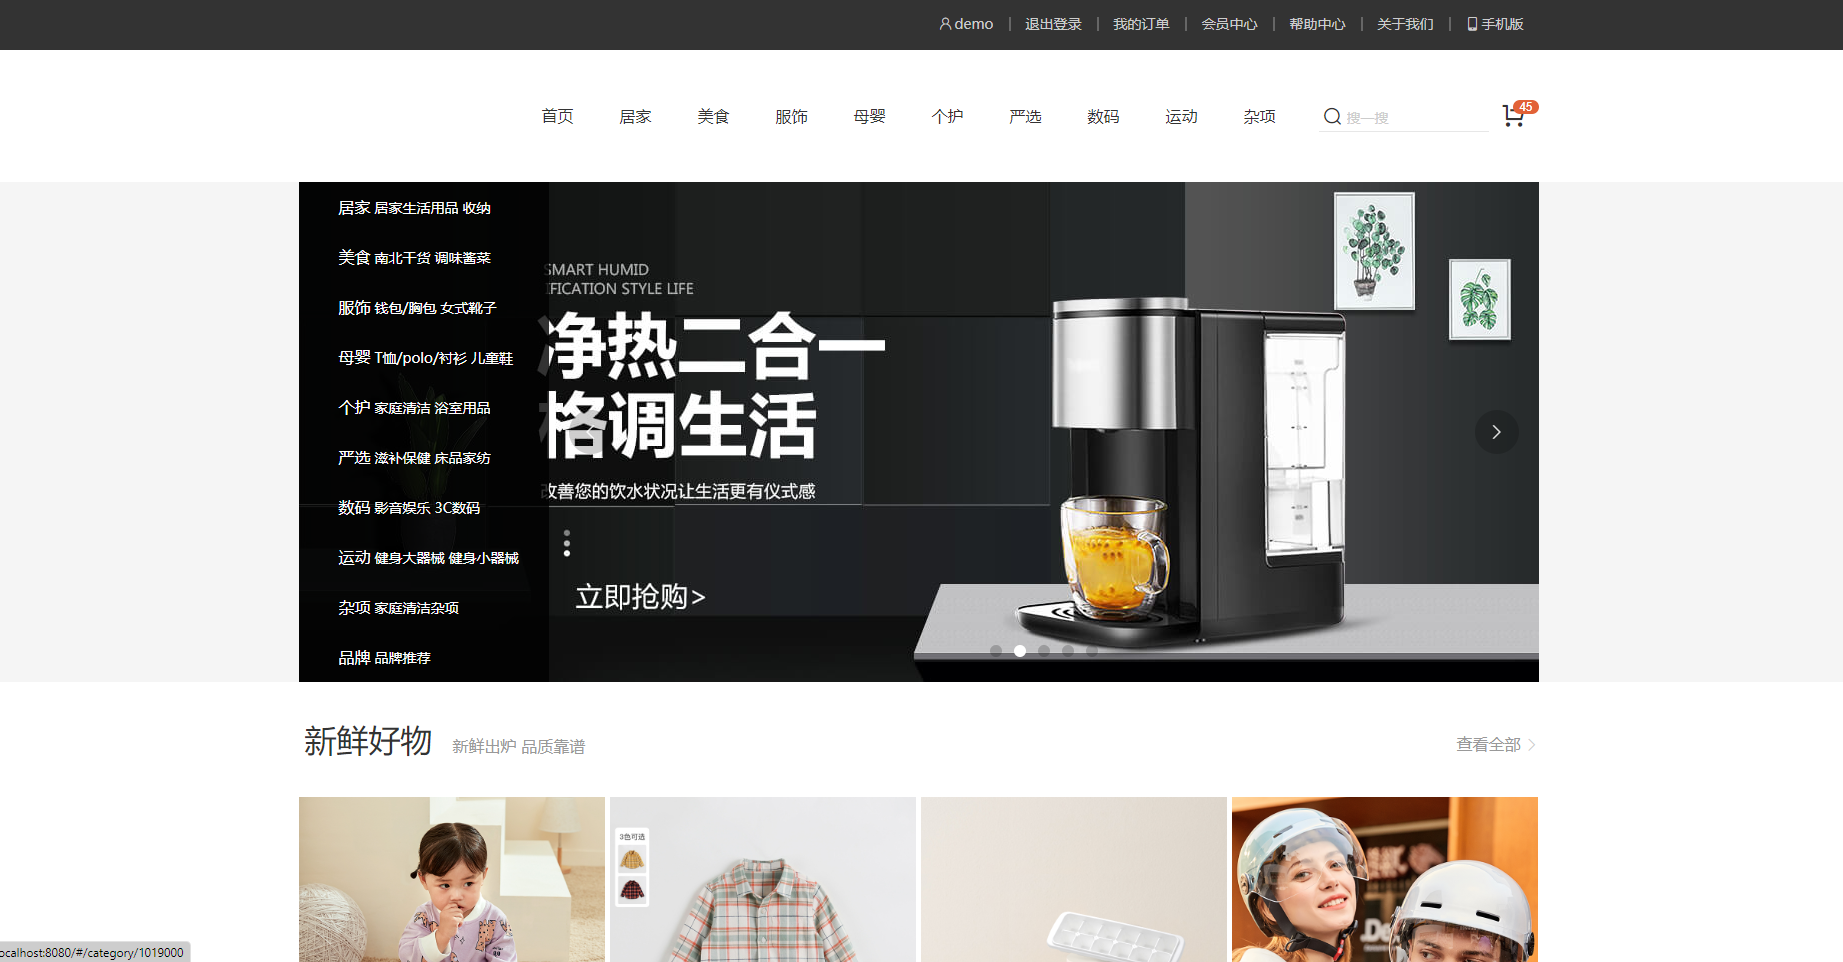 demo 退出登录 我的订单 会员中心 帮助中心 关于我们 手机版
首页 居家 美食 服饰 母婴 个护 严选 数码 运动 杂项 搜一搜 45
居家 居家生活用品 收纳
美食 南北干货 调味酱菜
服饰 钱包/胸包 女式靴子
母婴 T恤/polo/衬衫 儿童鞋
个护 家庭清洁 浴室用品
严选 滋补保健 床品家纺
数码 影音娱乐 3C数码
运动 健身大器械 健身小器械
杂项 家庭清洁杂项
品牌 品牌推荐
SMART HUMID
IFICATION STYLE LIFE
净热二合一
格调生活
改善您的饮水状况让生活更有仪式感
立即抢购>
新鲜好物 新鲜出炉 品质靠谱 查看全部
3色可选
ocalhost:8080/#/category/1019000